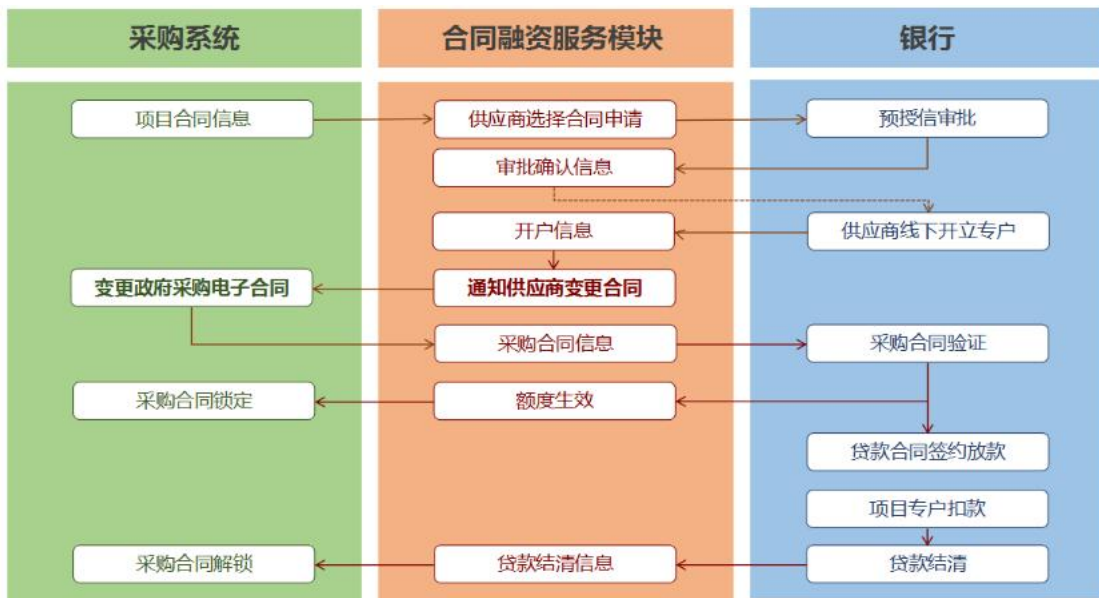 采购系统
合同融资服务模块
银行
项目合同信息
供应商选择合同申请
预授信审批
审批确认信息
开户信息
供应商线下开立专户
变更政府采购电子合同
通知供应商变更合同
采购合同信息
采购合同验证
采购合同锁定
额度生效
贷款合同签约放款
项目专户扣款
采购合同解锁
贷款结清信息
贷款结清